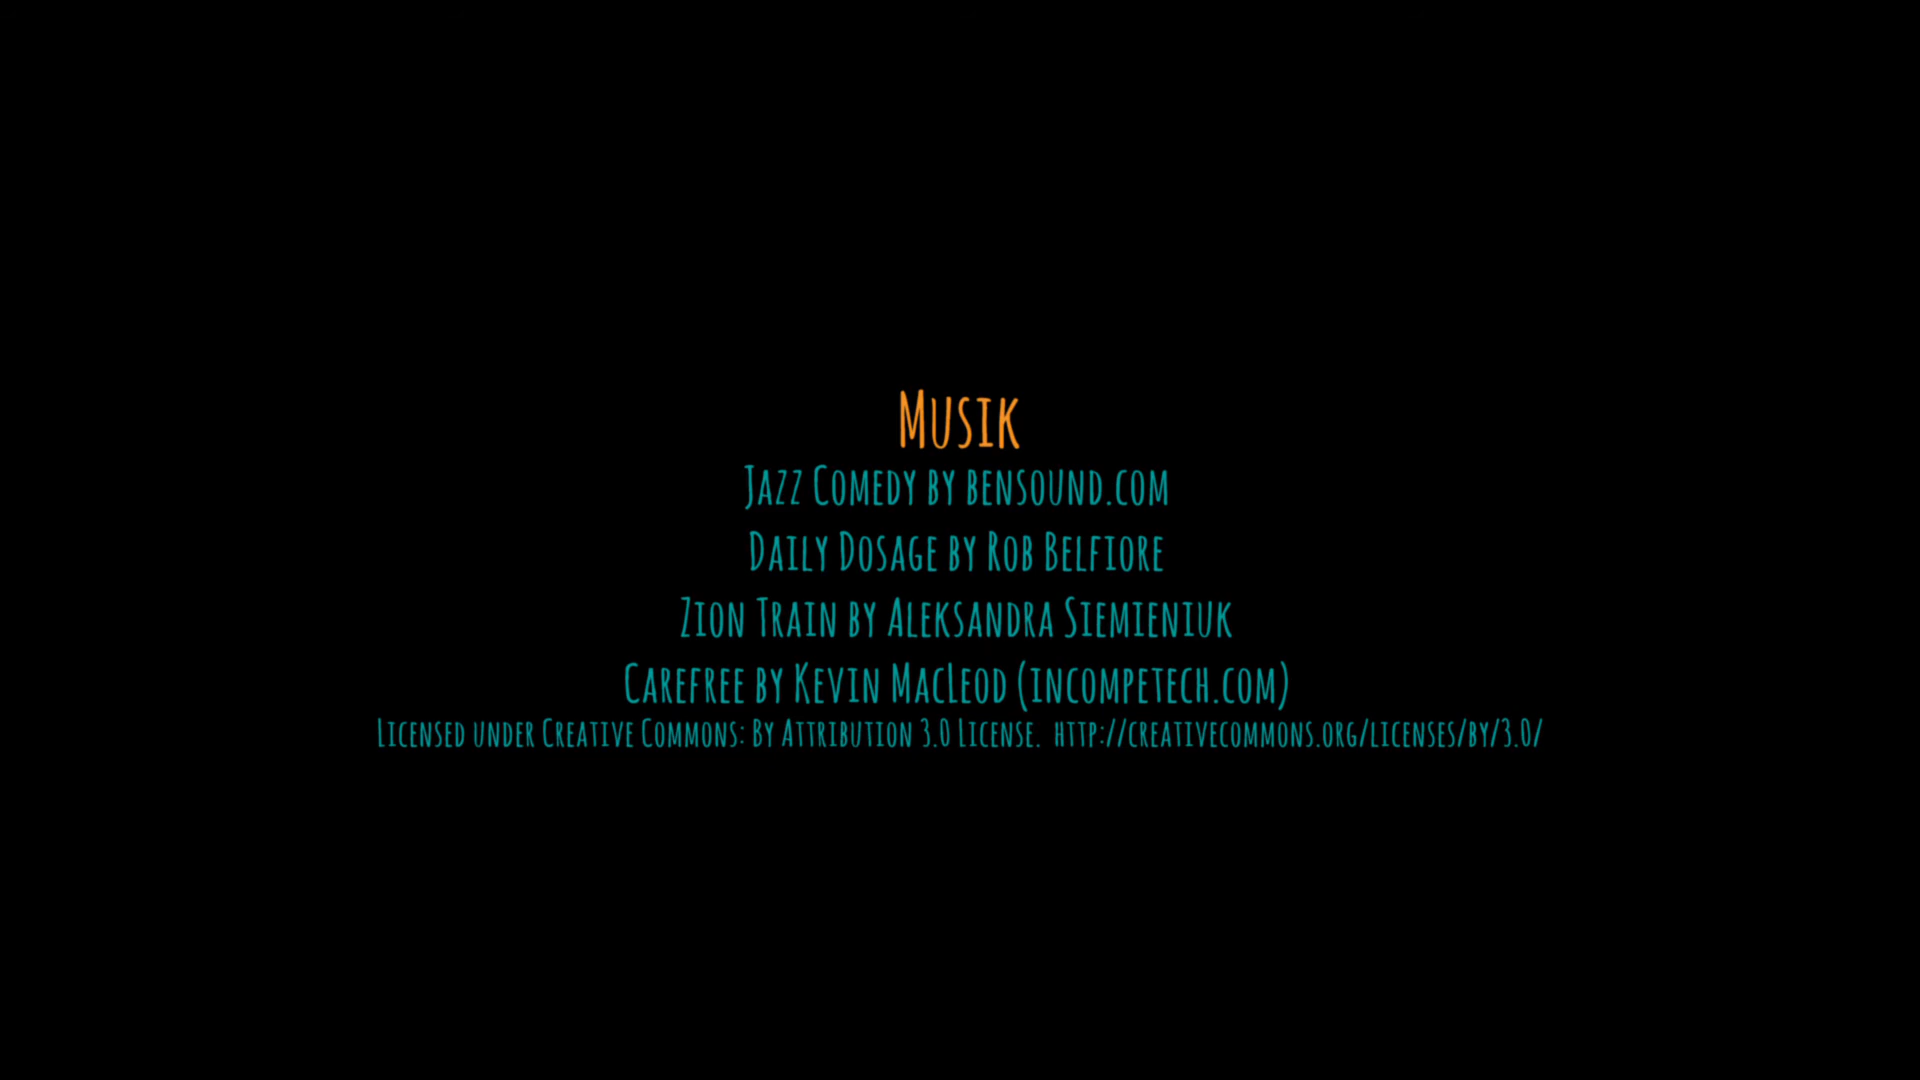 Musik
Jazz Comedy by bensound.com
Daily Dosage by Rob Belfiore
Zion Train by Aleksandra Siemieniuk
Carefree by Kevin MacLeod (incompetech.com)
Licensed under Creative Commons: By Attribution 3.0 License. http://creativecommons.org/licenses/by/3.0/